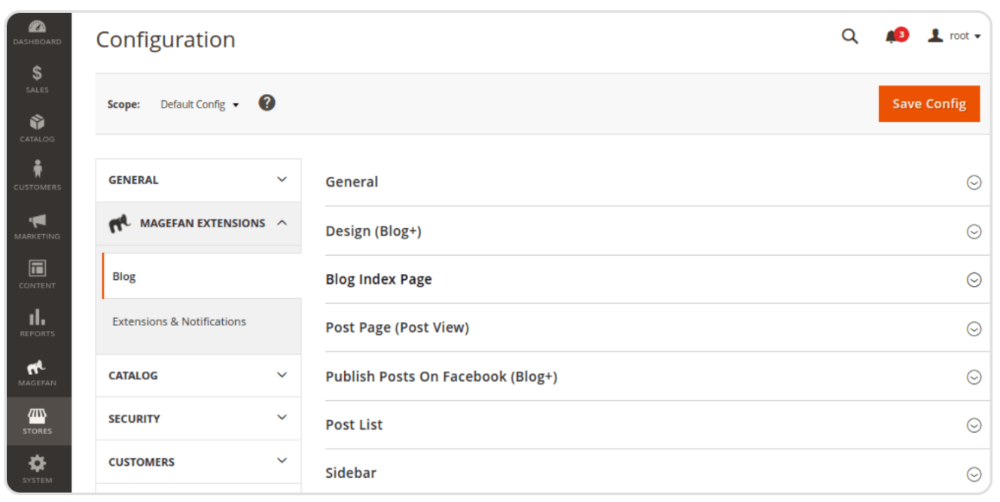 DASHBOARD
SALES
CATALOG
CUSTOMERS
MARKETING
CONTENT
REPORTS
MAGEFAN
STORES
SYSTEM
Configuration
3
root
Scope: Default Config ?
Save Config
GENERAL
MAGEFAN EXTENSIONS
Blog
Extensions & Notifications
CATALOG
SECURITY
CUSTOMERS
General
Design (Blog+)
Blog Index Page
Post Page (Post View)
Publish Posts On Facebook (Blog+)
Post List
Sidebar